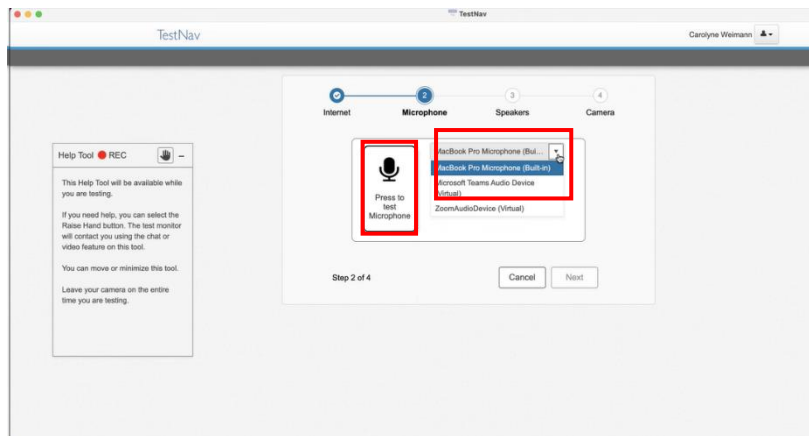 TestNav
TestNav
Carolyne Weimann
2
3
4
Internet
Microphone
Speakers
Camera
Help Tool REC
This Help Tool will be available while
you are testing.
If you need help, you can select the
Raise Hand button. The test monitor
will contact you using the chat or
video feature on this tool.
You can move or minimize this tool.
Leave your camera on the entire
time you are testing.
Press to
test
Microphone
MacBook Pro Microphone (Bui...
MacBook Pro Microphone (Built-in)
Microsoft Teams Audio Device
(Virtual)
ZoomAudioDevice (Virtual)
Step 2 of 4
Cancel
Next